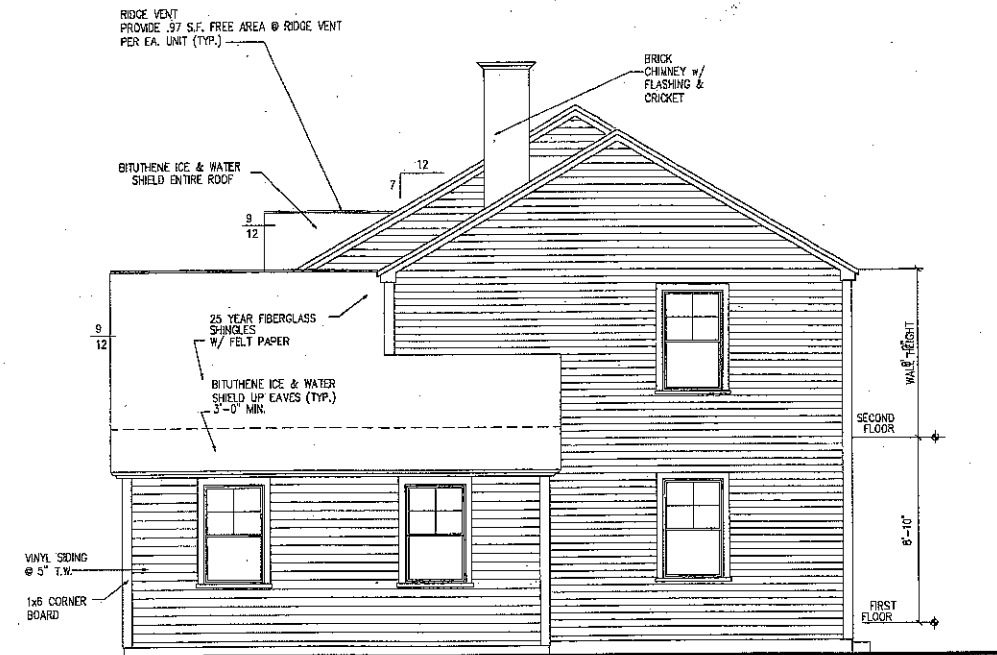 RIDGE VENT
PROVIDE .97 S.F. FREE AREA @ RIDGE VENT
PER EA. UNIT (TYP.)
BRICK
CHIMNEY w/
FLASHING &
CRICKET
12
7
BITUTHENE ICE & WATER
SHIELD ENTIRE ROOF
9
12
25 YEAR FIBERGLASS
SHINGLES
W/ FELT PAPER
9
12
WALL HEIGHT
BITUTHENE ICE & WATER
SHIELD UP EAVES (TYP.)
3'-0" MIN.
SECOND
FLOOR
8'-10"
VINYL SIDING
@ 5" T.W.
1x6 CORNER
BOARD
FIRST
FLOOR